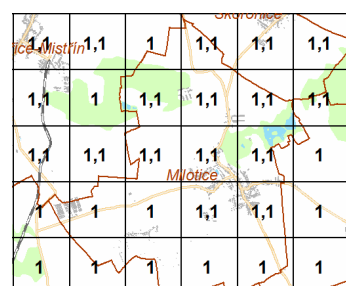 Skoronice
1,1 1,1 1 1,1 1,1 1,1
ice-Mistřín
1,1 1 1,1 1,1 1,1 1,1
1,1 1,1 1,1 1,1 1,1 1
Milotice
1 1 1 1,1 1,1 1
1 1 1 1 1 1